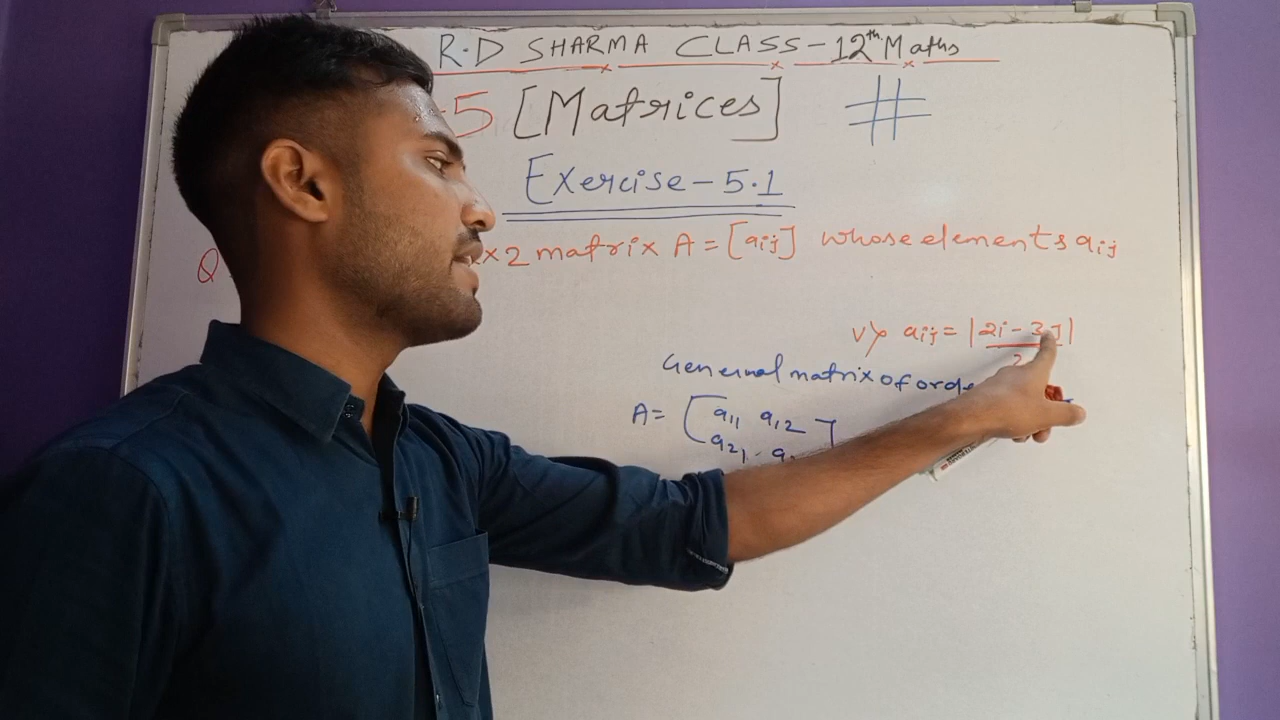 R.D SHARMA CLASS-12th Maths
-5 [Matrices] #
Exercise-5.1
Q x2 matrix A = [aij] whose elements aij
v> aij = |2i - 3j|
2
General matrix of orde
A = [a11 a12]
a21 a